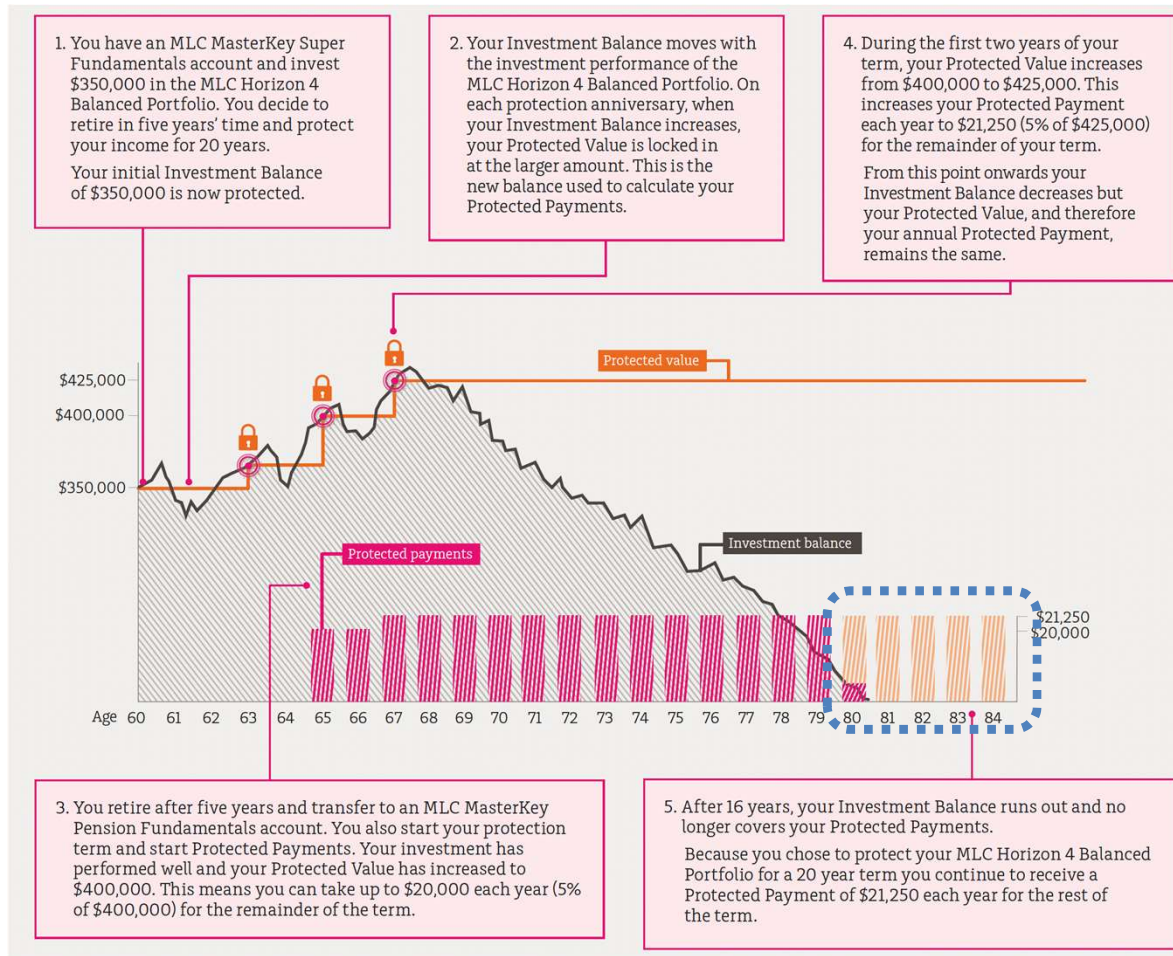 1. You have an MLC MasterKey Super
Fundamentals account and invest
$350,000 in the MLC Horizon 4
Balanced Portfolio. You decide to
retire in five years’ time and protect
your income for 20 years.
Your initial Investment Balance
of $350,000 is now protected.
2. Your Investment Balance moves with
the investment performance of the
MLC Horizon 4 Balanced Portfolio. On
each protection anniversary, when
your Investment Balance increases,
your Protected Value is locked in
at the larger amount. This is the
new balance used to calculate your
Protected Payments.
4. During the first two years of your
term, your Protected Value increases
from $400,000 to $425,000. This
increases your Protected Payment
each year to $21,250 (5% of $425,000)
for the remainder of your term.
From this point onwards your
Investment Balance decreases but
your Protected Value, and therefore
your annual Protected Payment,
remains the same.
Protected value
$425,000
$400,000
$350,000
Investment balance
Protected payments
$21,250
$20,000
Age 60 61 62 63 64 65 66 67 68 69 70 71 72 73 74 75 76 77 78 79 80 81 82 83 84
3. You retire after five years and transfer to an MLC MasterKey
Pension Fundamentals account. You also start your protection
term and start Protected Payments. Your investment has
performed well and your Protected Value has increased to
$400,000. This means you can take up to $20,000 each year (5%
of $400,000) for the remainder of the term.
5. After 16 years, your Investment Balance runs out and no
longer covers your Protected Payments.
Because you chose to protect your MLC Horizon 4 Balanced
Portfolio for a 20 year term you continue to receive a
Protected Payment of $21,250 each year for the rest of
the term.